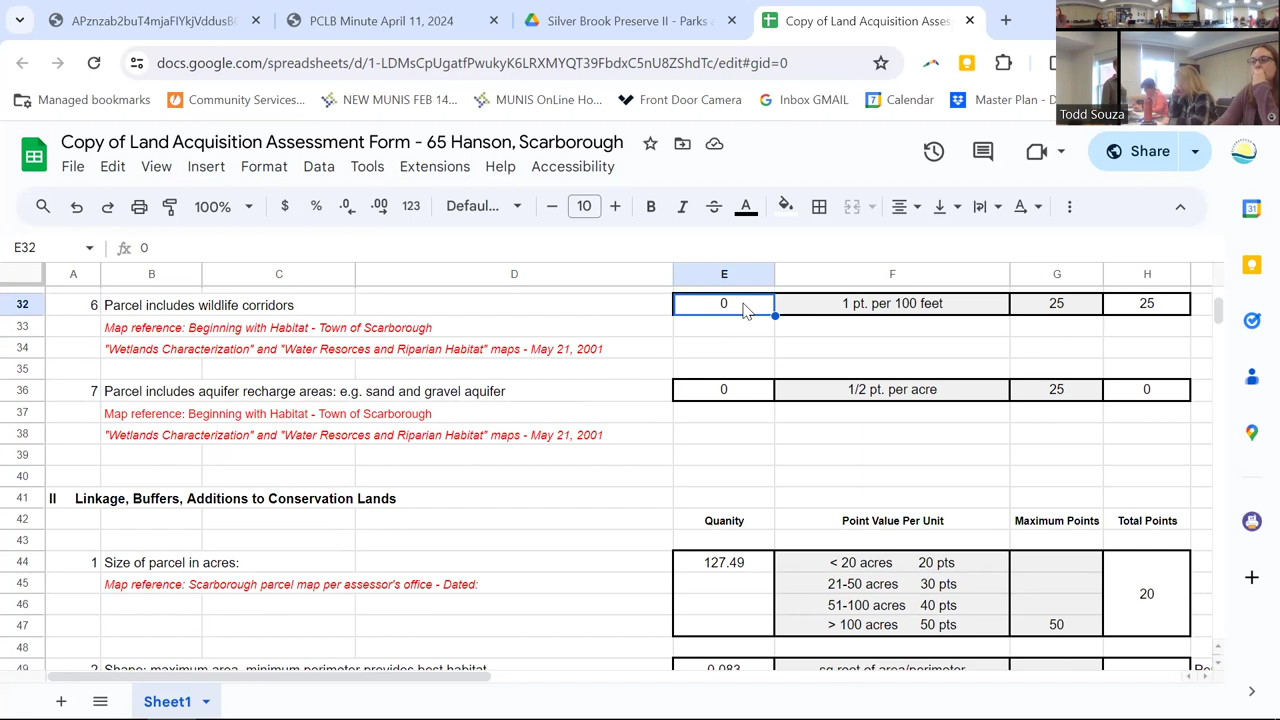 APznzab2buT4mjaFIYkjVddusB
PCLB Minute April 11, 2024
Silver Brook Preserve II - Parks
Copy of Land Acquisition Asses
docs.google.com/spreadsheets/d/1-LDMsCpUgatfPwukyK6LRXMYQT39FbdxC5nU8ZShdTc/edit#gid=0
Managed bookmarks
Community services...
NEW MUNIS FEB 14...
MUNIS OnLine Ho...
Front Door Camera
Inbox GMAIL
Calendar
Master Plan - D
Todd Souza
Copy of Land Acquisition Assessment Form - 65 Hanson, Scarborough
File Edit View Insert Format Data Tools Extensions Help Accessibility
Share
100% $ % .0 .00 123 Defaul... 10 B I A
E32 fx 0
A B C D E F G H
32 6 Parcel includes wildlife corridors 0 1 pt. per 100 feet 25 25
33 Map reference: Beginning with Habitat - Town of Scarborough
34 "Wetlands Characterization" and "Water Resorces and Riparian Habitat" maps - May 21, 2001
35
36 7 Parcel includes aquifer recharge areas: e.g. sand and gravel aquifer 0 1/2 pt. per acre 25 0
37 Map reference: Beginning with Habitat - Town of Scarborough
38 "Wetlands Characterization" and "Water Resorces and Riparian Habitat" maps - May 21, 2001
39
40
41 II Linkage, Buffers, Additions to Conservation Lands
42 Quanity Point Value Per Unit Maximum Points Total Points
43
44 1 Size of parcel in acres: 127.49 < 20 acres 20 pts
45 Map reference: Scarborough parcel map per assessor's office - Dated: 21-50 acres 30 pts
20
46 51-100 acres 40 pts
47 > 100 acres 50 pts 50
48
49 2 Shape: maximum area, minimum perimeter provides best habitat 0.083 sq root of area/perimeter
Sheet1
31